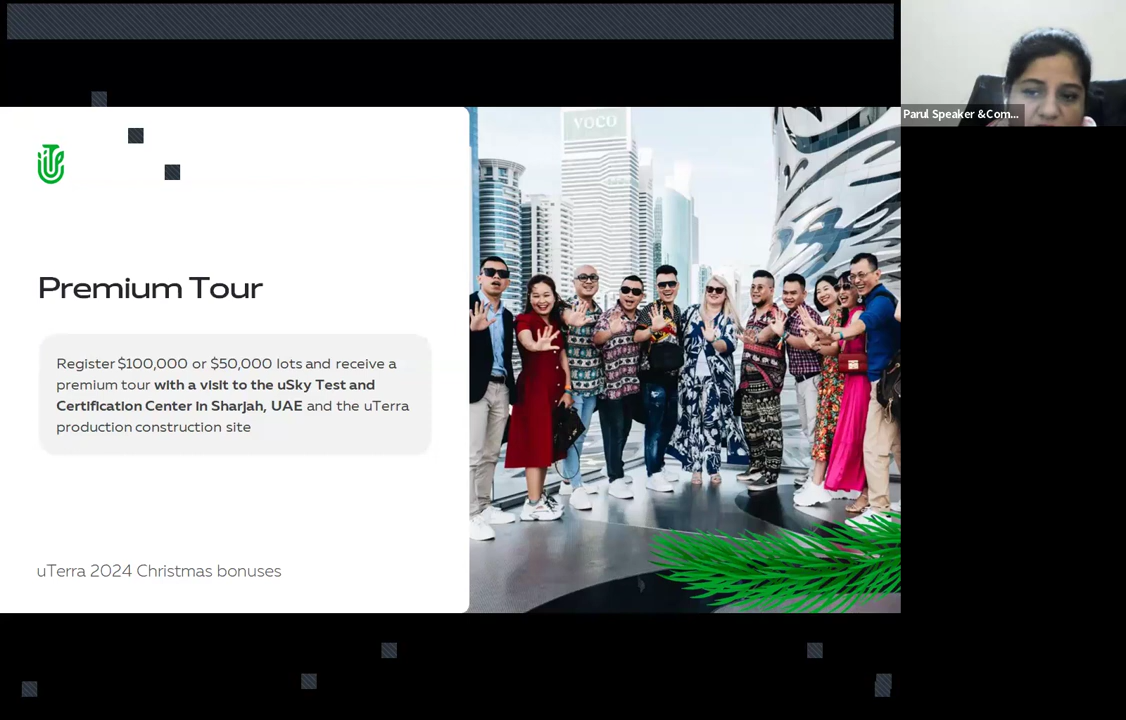 VOCO
Parul Speaker &Com...
Premium Tour
Register $100,000 or $50,000 lots and receive a
premium tour with a visit to the uSky Test and
Certification Center in Sharjah, UAE and the uTerra
production construction site
uTerra 2024 Christmas bonuses